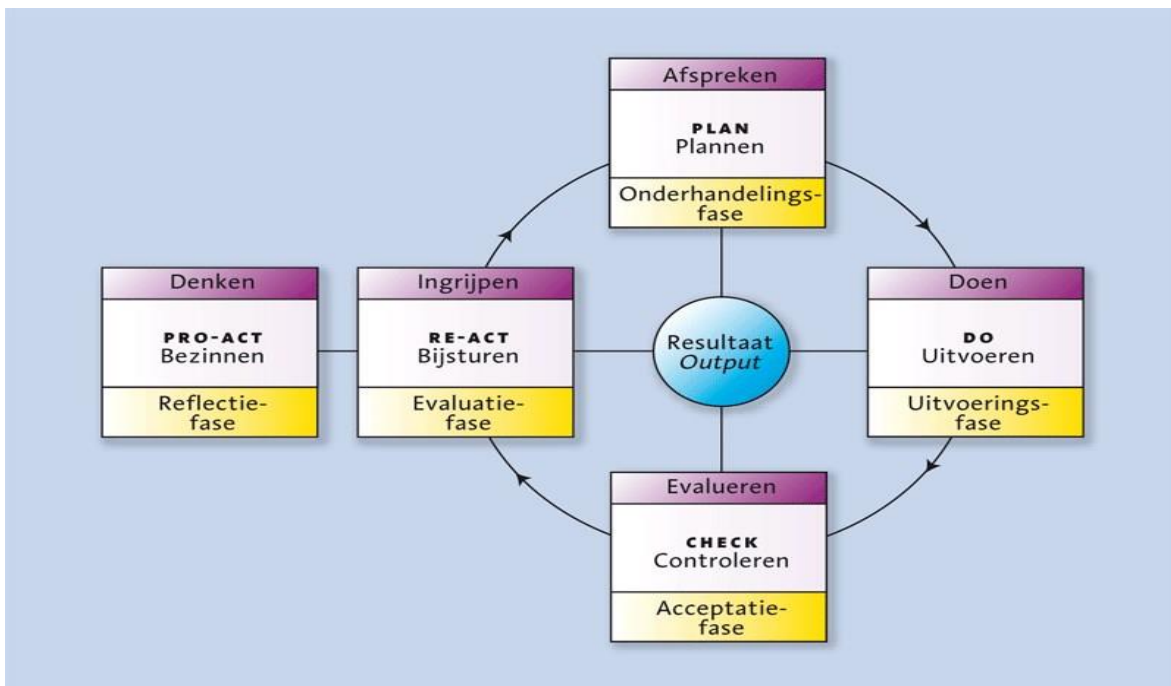 Afspreken
PLAN
Plannen
Onderhandelings-
fase
Denken
PRO-ACT
Bezinnen
Reflectie-
fase
Ingrijpen
RE-ACT
Bijsturen
Evaluatie-
fase
Resultaat
Output
Doen
DO
Uitvoeren
Uitvoerings-
fase
Evalueren
CHECK
Controleren
Acceptatie-
fase